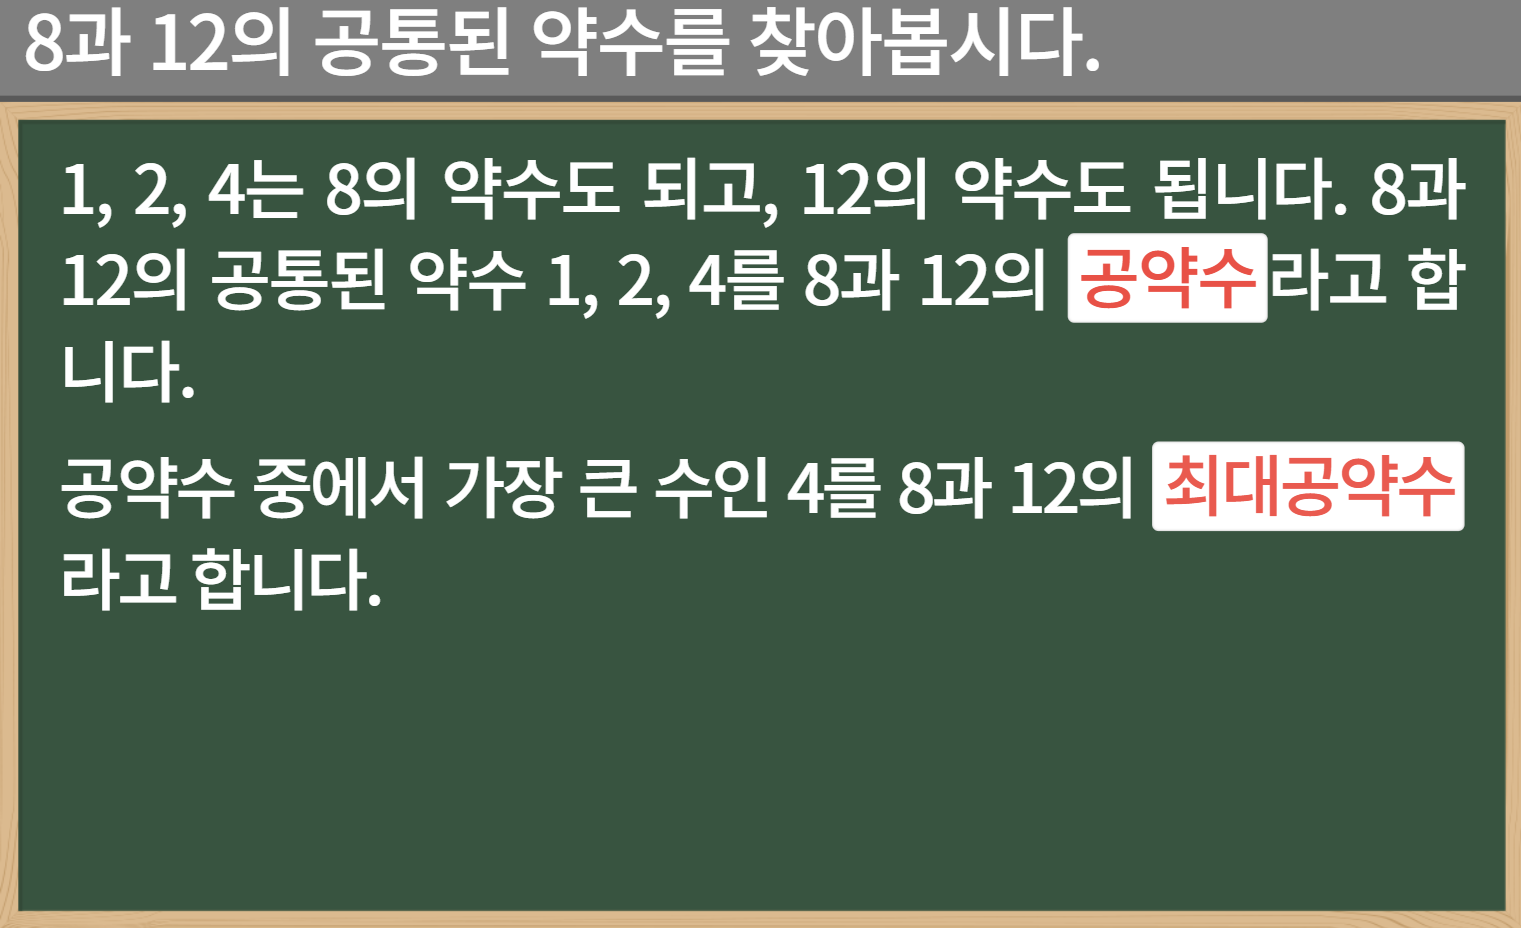 8과 12의 공통된 약수를 찾아봅시다.
1, 2, 4는 8의 약수도 되고, 12의 약수도 됩니다. 8과
12의 공통된 약수 1, 2, 4를 8과 12의 공약수라고 합
니다.
공약수 중에서 가장 큰 수인 4를 8과 12의 최대공약수
라고 합니다.